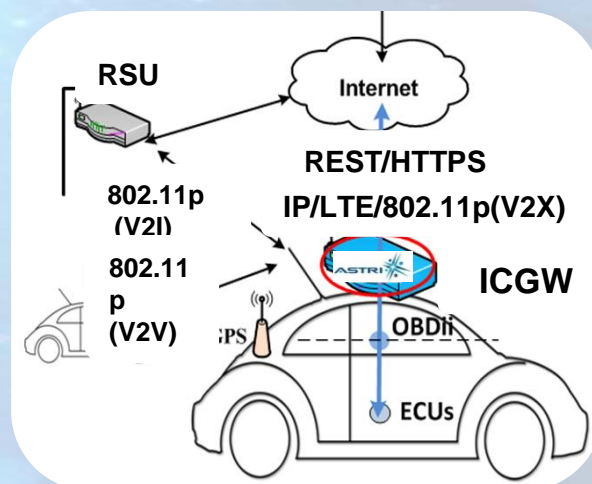 RSU
Internet
REST/HTTPS
IP/LTE/802.11p(V2X)
802.11p
(V2I)
802.11
p
(V2V)
ASTRI
ICGW
GPS
OBDii
ECUs